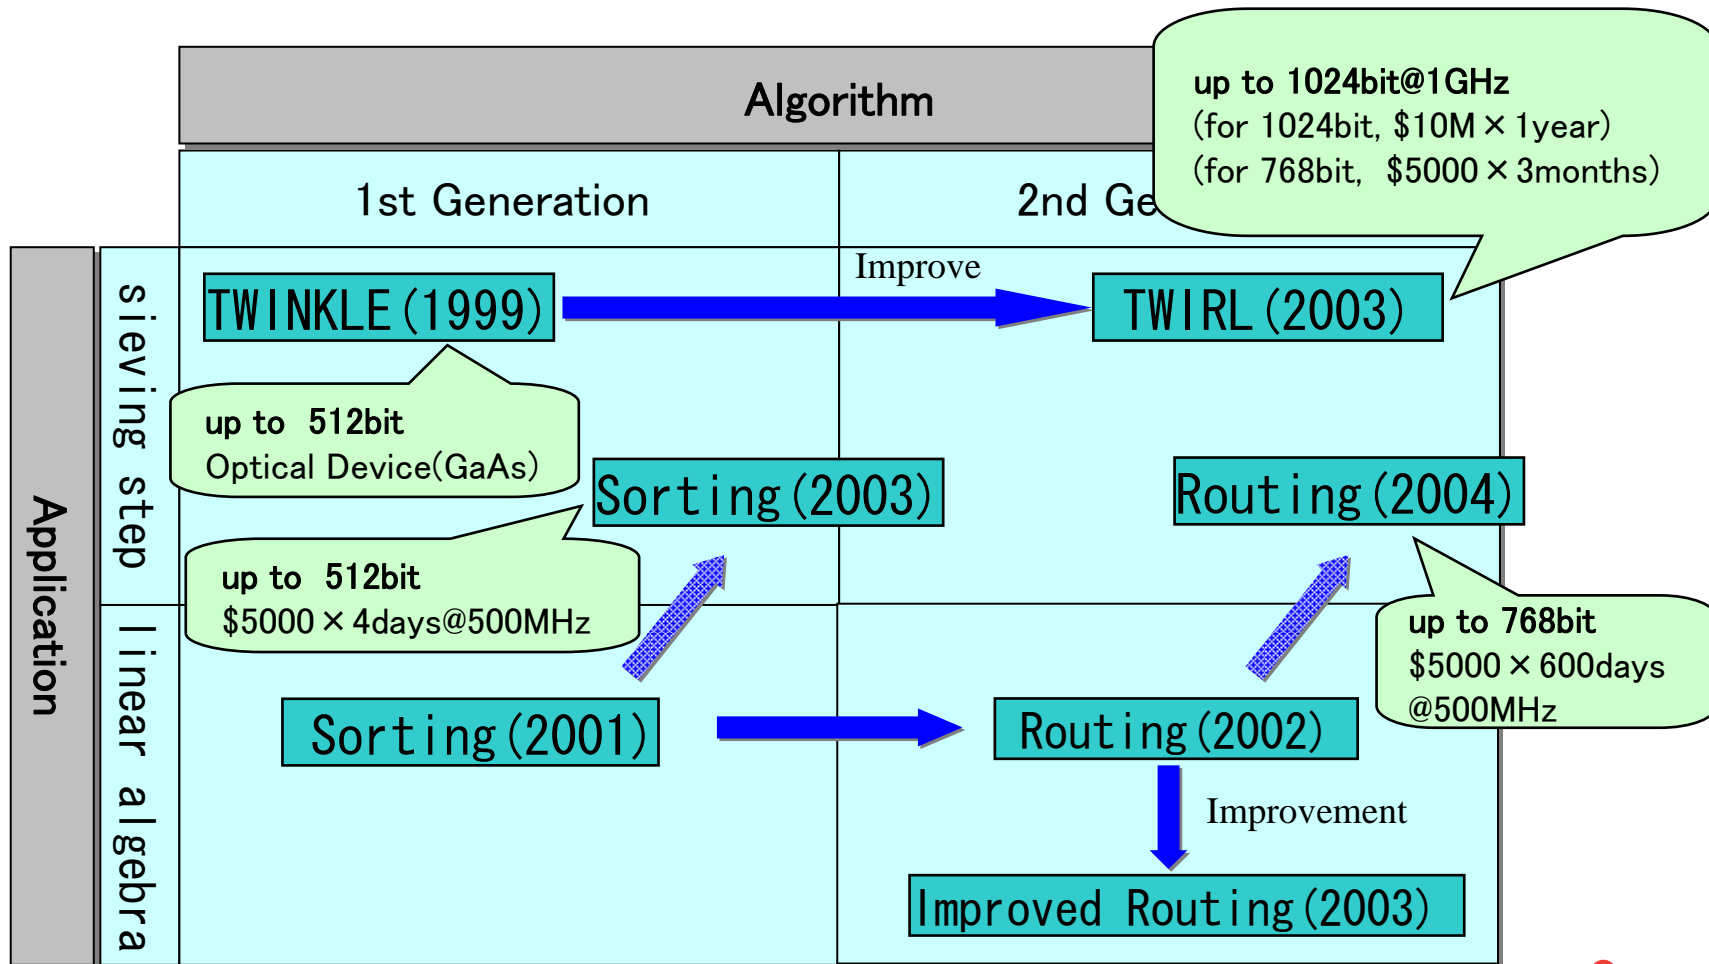 Algorithm
up to 1024bit@1GHz
(for 1024bit, $10M×1year)
(for 768bit, $5000×3months)
1st Generation
2nd Ge
Application
sieving step
TWINKLE(1999)
Improve
TWIRL(2003)
up to 512bit
Optical Device(GaAs)
Sorting(2003)
Routing(2004)
up to 512bit
$5000×4days@500MHz
up to 768bit
$5000×600days
@500MHz
linear algebra
Sorting(2001)
Routing(2002)
Improvement
Improved Routing(2003)